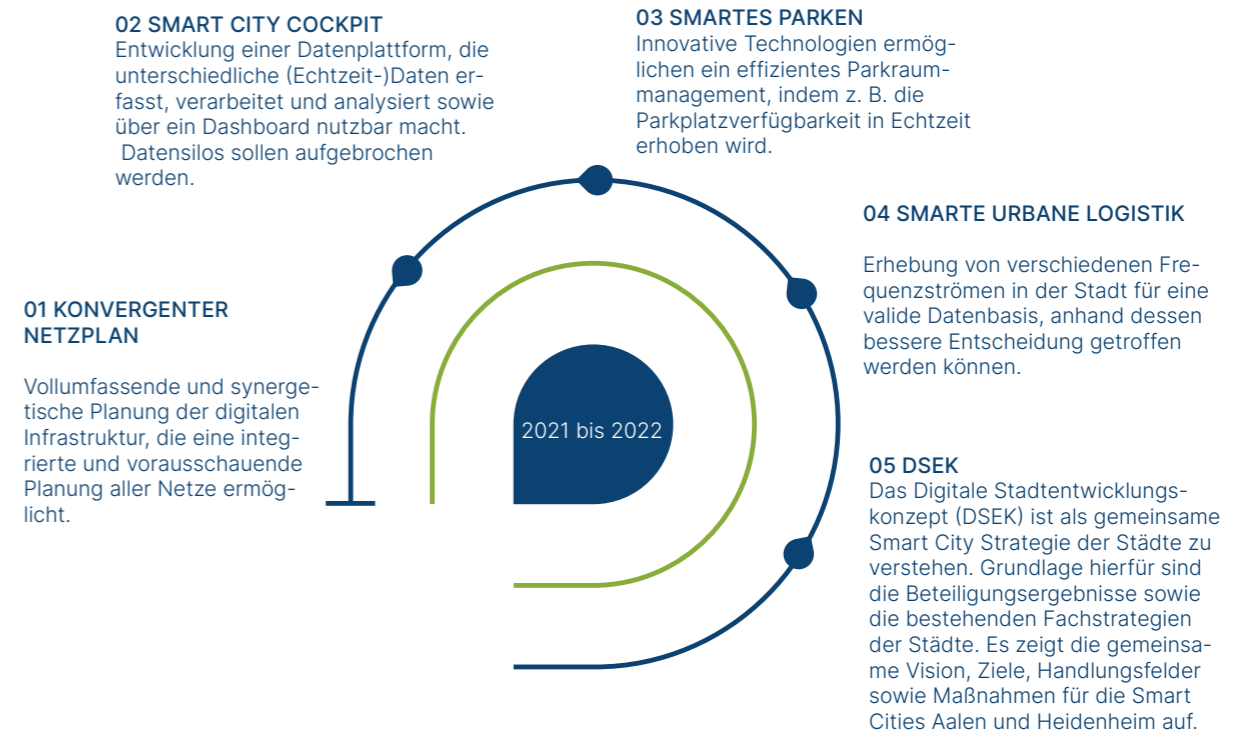 02 SMART CITY COCKPIT
Entwicklung einer Datenplattform, die
unterschiedliche (Echtzeit-)Daten er-
fasst, verarbeitet und analysiert sowie
über ein Dashboard nutzbar macht.
Datensilos sollen aufgebrochen
werden.
03 SMARTES PARKEN
Innovative Technologien ermög-
lichen ein effizientes Parkraum-
management, indem z. B. die
Parkplatzverfügbarkeit in Echtzeit
erhoben wird.
04 SMARTE URBANE LOGISTIK
Erhebung von verschiedenen Fre-
quenzströmen in der Stadt für eine
valide Datenbasis, anhand dessen
bessere Entscheidung getroffen
werden können.
01 KONVERGENTER
NETZPLAN
Vollumfassende und synerge-
tische Planung der digitalen
Infrastruktur, die eine integ-
rierte und vorausschauende
Planung aller Netze ermög-
licht.
2021 bis 2022
05 DSEK
Das Digitale Stadtentwicklungs-
konzept (DSEK) ist als gemeinsame
Smart City Strategie der Städte zu
verstehen. Grundlage hierfür sind
die Beteiligungsergebnisse sowie
die bestehenden Fachstrategien
der Städte. Es zeigt die gemeinsa-
me Vision, Ziele, Handlungsfelder
sowie Maßnahmen für die Smart
Cities Aalen und Heidenheim auf.